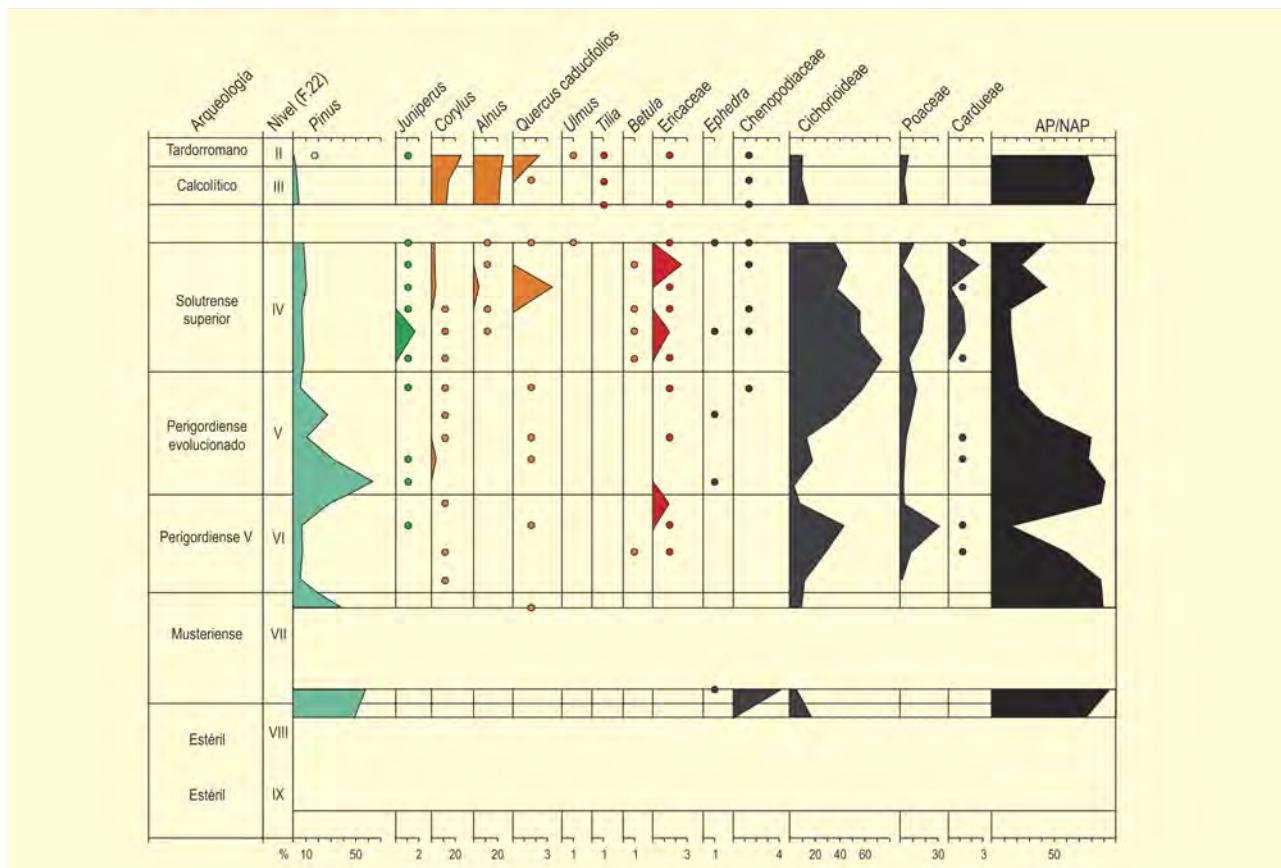 Arqueología
Nivel (F.22)
Pinus
Juniperus
Corylus
Alnus
Quercus caducifolios
Ulmus
Tilia
Betula
Ericaceae
Ephedra
Chenopodiaceae
Cichorioideae
Poaceae
Cardueae
AP/NAP
Tardorromano II
Calcolítico III
Solutrense
superior
IV
Perigordiense
evolucionado
V
Perigordiense V VI
Musteriense VII
Estéril VIII
Estéril IX
% 10 50 2 20 20 3 1 1 1 3 1 4 20 40 60 30 3 50